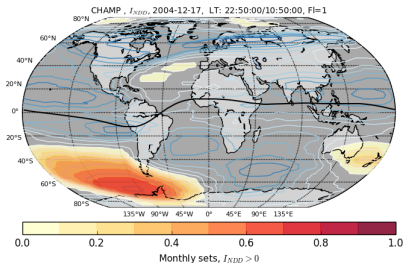 CHAMP , I_NDD, 2004-12-17, LT: 22:50:00/10:50:00, Fl=1
80°N
60°N
40°N
20°N
0°
20°S
40°S
60°S
80°S
135°W 90°W 45°W 0° 45°E 90°E 135°E
0.0 0.2 0.4 0.6 0.8 1.0
Monthly sets, I_NDD > 0